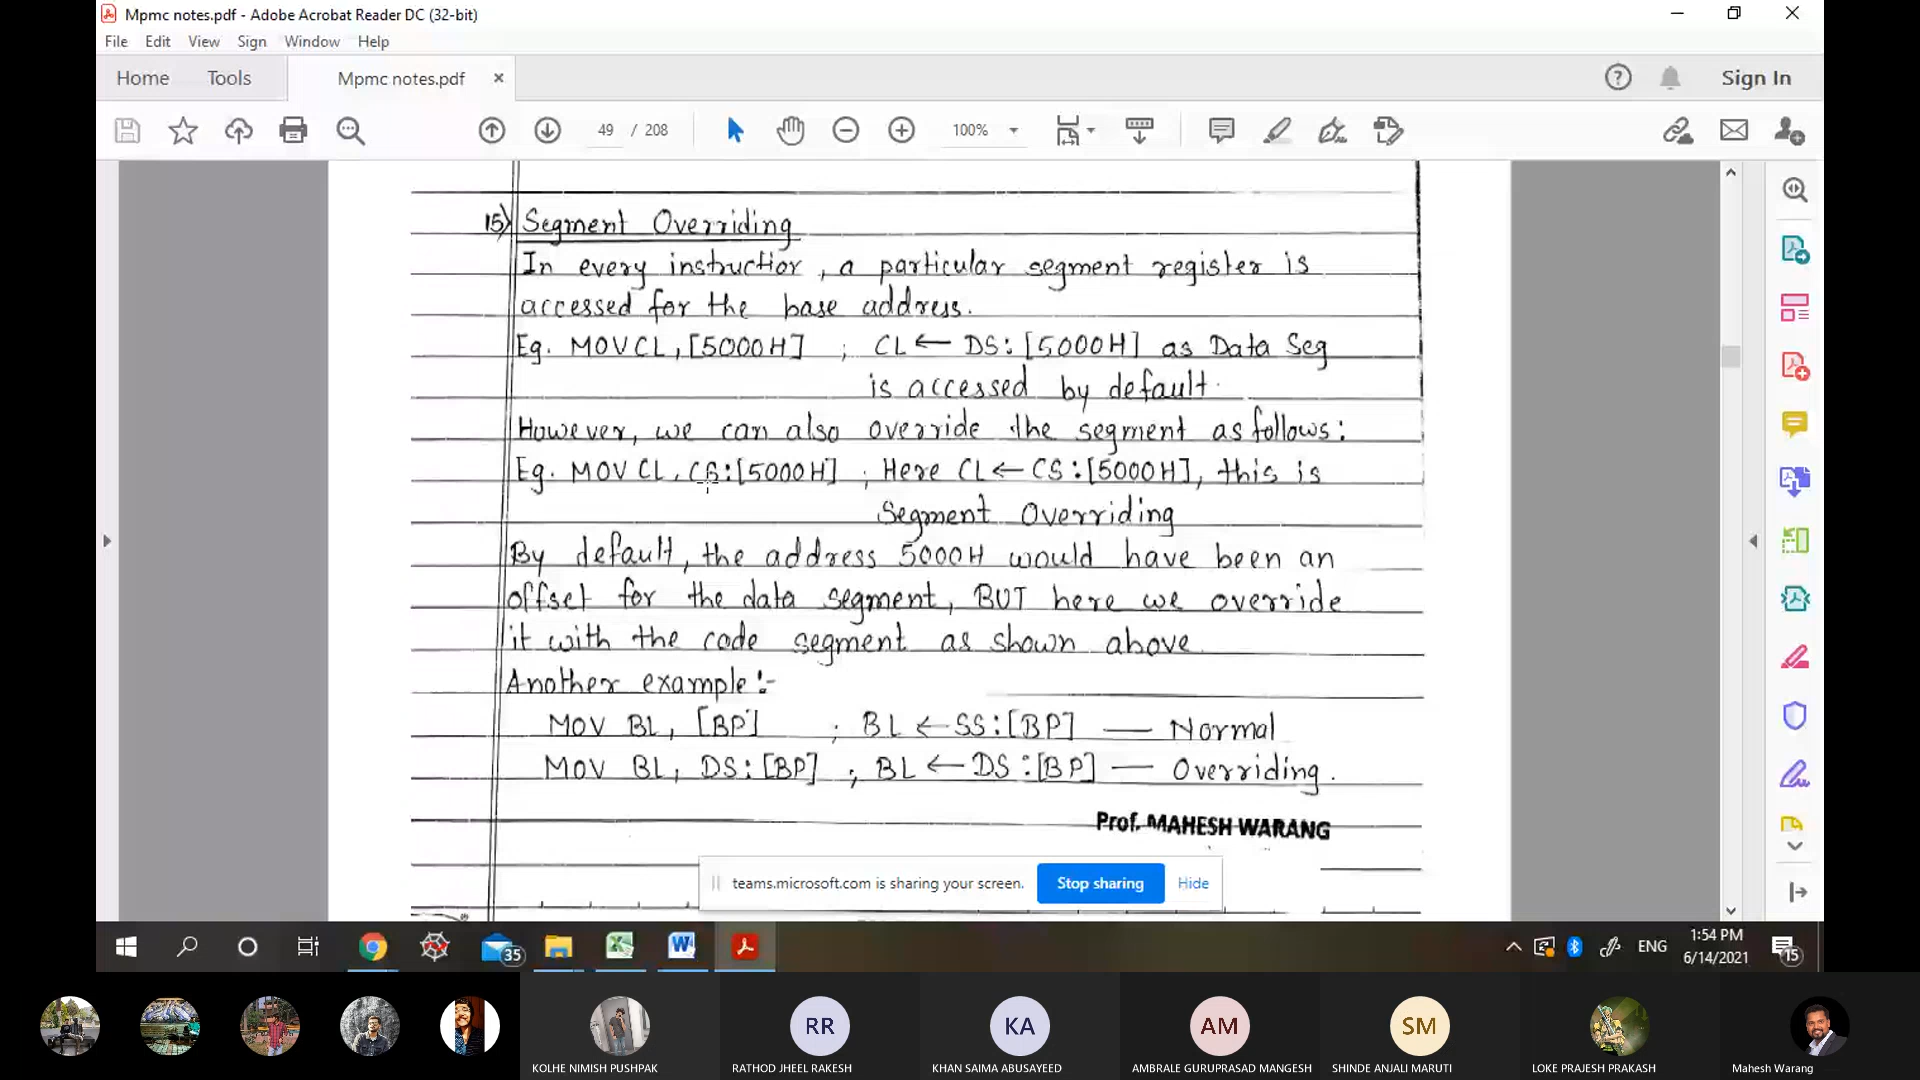 Mpmc notes.pdf - Adobe Acrobat Reader DC (32-bit)
File Edit View Sign Window Help
Home Tools Mpmc notes.pdf × Sign In
49 / 208 100%
15) Segment Overriding
In every instruction, a particular segment register is
accessed for the base address.
Eg. MOV CL, [5000H] ; CL ← DS:[5000H] as Data Seg
is accessed by default.
However, we can also override the segment as follows:
Eg. MOV CL, CS:[5000H] ; Here CL ← CS:[5000H], this is
Segment Overriding
By default, the address 5000H would have been an
offset for the data segment, BUT here we override
it with the code segment as shown above
Another example:-
MOV BL, [BP] ; BL ← SS:[BP] — Normal
MOV BL, DS:[BP] ; BL ← DS:[BP] — Overriding.
Prof. MAHESH WARANG
teams.microsoft.com is sharing your screen. Stop sharing Hide
35 ENG 1:54 PM
6/14/2021 15
RR KA AM SM
KOLHE NIMISH PUSHPAK RATHOD JHEEL RAKESH KHAN SAIMA ABUSAYEED AMBRALE GURUPRASAD MANGESH SHINDE ANJALI MARUTI LOKE PRAJESH PRAKASH Mahesh Warang